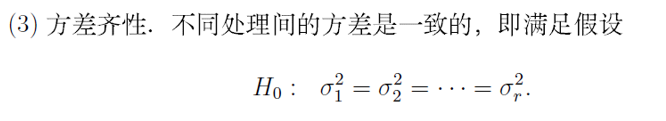 (3) 方差齐性. 不同处理间的方差是一致的, 即满足假设
H₀ : σ₁² = σ₂² = ⋯ = σᵣ².